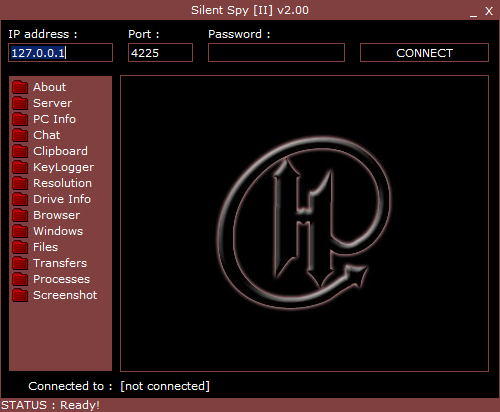 Silent Spy [II] v2.00 _ X
IP address : Port : Password :
127.0.0.1 4225 CONNECT
About
Server
PC Info
Chat
Clipboard
KeyLogger
Resolution
Drive Info
Browser
Windows
Files
Transfers
Processes
Screenshot
Connected to : [not connected]
STATUS : Ready!